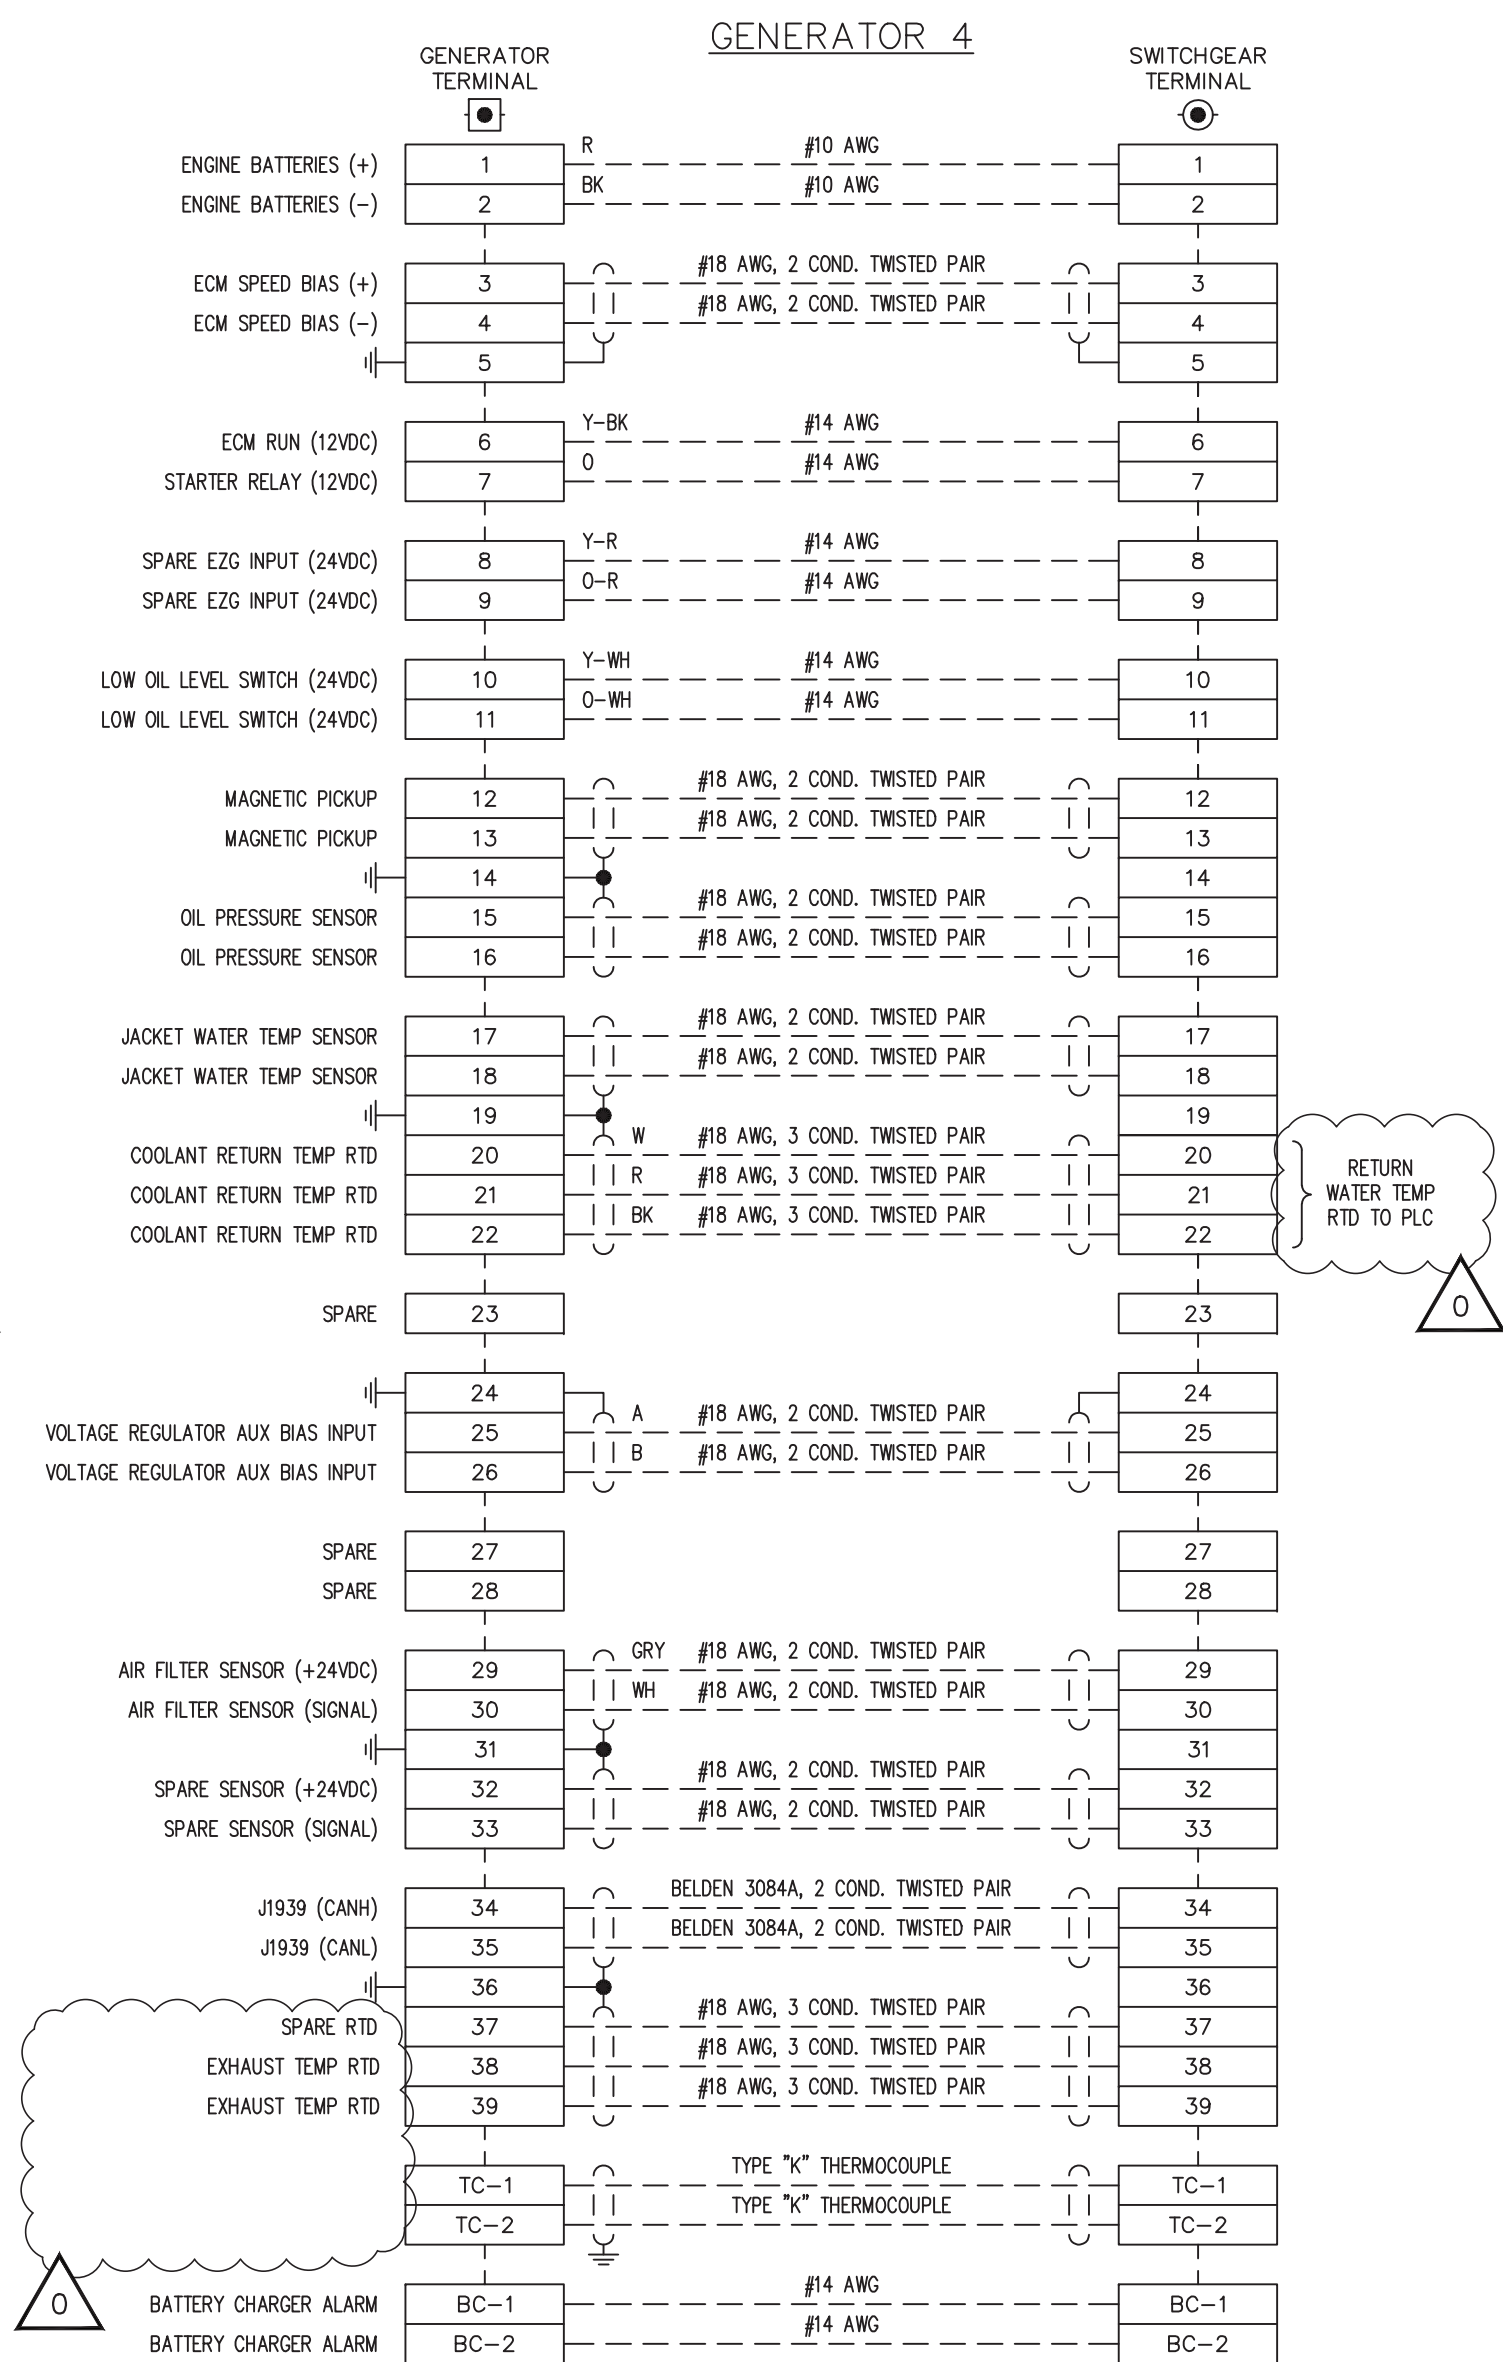 GENERATOR 4
GENERATOR
TERMINAL
SWITCHGEAR
TERMINAL
ENGINE BATTERIES (+) 1 R #10 AWG 1
ENGINE BATTERIES (-) 2 BK #10 AWG 2
ECM SPEED BIAS (+) 3 #18 AWG, 2 COND. TWISTED PAIR 3
ECM SPEED BIAS (-) 4 #18 AWG, 2 COND. TWISTED PAIR 4
5 5
ECM RUN (12VDC) 6 Y-BK #14 AWG 6
STARTER RELAY (12VDC) 7 O #14 AWG 7
SPARE EZG INPUT (24VDC) 8 Y-R #14 AWG 8
SPARE EZG INPUT (24VDC) 9 O-R #14 AWG 9
LOW OIL LEVEL SWITCH (24VDC) 10 Y-WH #14 AWG 10
LOW OIL LEVEL SWITCH (24VDC) 11 O-WH #14 AWG 11
MAGNETIC PICKUP 12 #18 AWG, 2 COND. TWISTED PAIR 12
MAGNETIC PICKUP 13 #18 AWG, 2 COND. TWISTED PAIR 13
14 14
OIL PRESSURE SENSOR 15 #18 AWG, 2 COND. TWISTED PAIR 15
OIL PRESSURE SENSOR 16 #18 AWG, 2 COND. TWISTED PAIR 16
JACKET WATER TEMP SENSOR 17 #18 AWG, 2 COND. TWISTED PAIR 17
JACKET WATER TEMP SENSOR 18 #18 AWG, 2 COND. TWISTED PAIR 18
19 19
COOLANT RETURN TEMP RTD 20 W #18 AWG, 3 COND. TWISTED PAIR 20
COOLANT RETURN TEMP RTD 21 R #18 AWG, 3 COND. TWISTED PAIR 21
COOLANT RETURN TEMP RTD 22 BK #18 AWG, 3 COND. TWISTED PAIR 22
RETURN
WATER TEMP
RTD TO PLC
0
SPARE 23 23
24 24
VOLTAGE REGULATOR AUX BIAS INPUT 25 A #18 AWG, 2 COND. TWISTED PAIR 25
VOLTAGE REGULATOR AUX BIAS INPUT 26 B #18 AWG, 2 COND. TWISTED PAIR 26
SPARE 27 27
SPARE 28 28
AIR FILTER SENSOR (+24VDC) 29 GRY #18 AWG, 2 COND. TWISTED PAIR 29
AIR FILTER SENSOR (SIGNAL) 30 WH #18 AWG, 2 COND. TWISTED PAIR 30
31 31
SPARE SENSOR (+24VDC) 32 #18 AWG, 2 COND. TWISTED PAIR 32
SPARE SENSOR (SIGNAL) 33 #18 AWG, 2 COND. TWISTED PAIR 33
J1939 (CANH) 34 BELDEN 3084A, 2 COND. TWISTED PAIR 34
J1939 (CANL) 35 BELDEN 3084A, 2 COND. TWISTED PAIR 35
36 36
SPARE RTD 37 #18 AWG, 3 COND. TWISTED PAIR 37
EXHAUST TEMP RTD 38 #18 AWG, 3 COND. TWISTED PAIR 38
EXHAUST TEMP RTD 39 #18 AWG, 3 COND. TWISTED PAIR 39
TC-1 TYPE "K" THERMOCOUPLE TC-1
TC-2 TYPE "K" THERMOCOUPLE TC-2
0
BATTERY CHARGER ALARM BC-1 #14 AWG BC-1
BATTERY CHARGER ALARM BC-2 #14 AWG BC-2